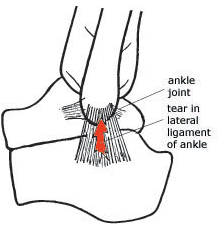 ankle
joint
tear in
lateral
ligament
of ankle